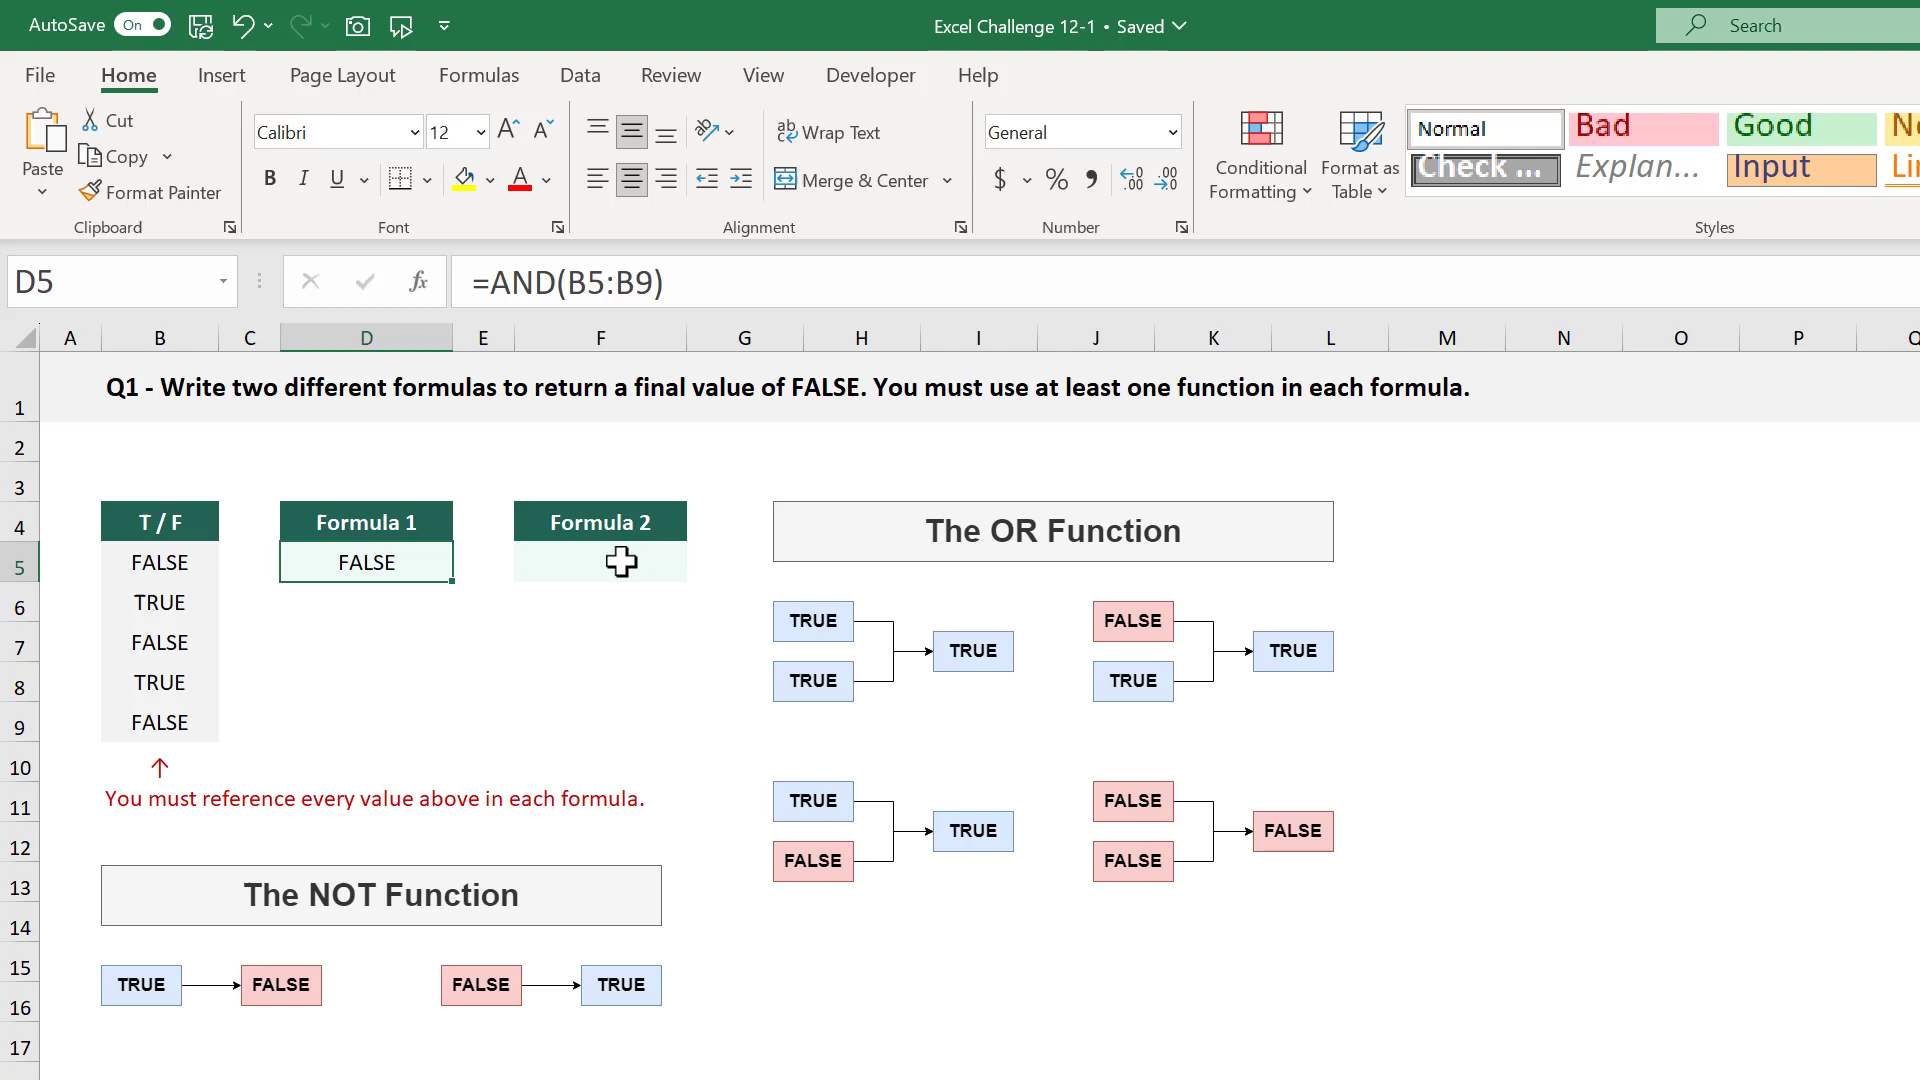 AutoSave On
Excel Challenge 12-1 • Saved
Search
File Home Insert Page Layout Formulas Data Review View Developer Help
Paste
Cut
Copy
Format Painter
Clipboard
Calibri 12
B I U
Font
Wrap Text
Merge & Center
Alignment
General
$ % 9
Number
Conditional
Formatting
Format as
Table
Normal Bad Good
Check ... Explan... Input
Styles
D5 fx =AND(B5:B9)
A B C D E F G H I J K L M N O P Q
1 Q1 - Write two different formulas to return a final value of FALSE. You must use at least one function in each formula.
2
3
4 T / F Formula 1 Formula 2 The OR Function
5 FALSE FALSE
6 TRUE TRUE FALSE
7 FALSE TRUE TRUE
8 TRUE TRUE TRUE
9 FALSE
10 ↑
11 You must reference every value above in each formula. TRUE FALSE
12 TRUE FALSE
13 The NOT Function FALSE FALSE
14
15 TRUE FALSE FALSE TRUE
16
17